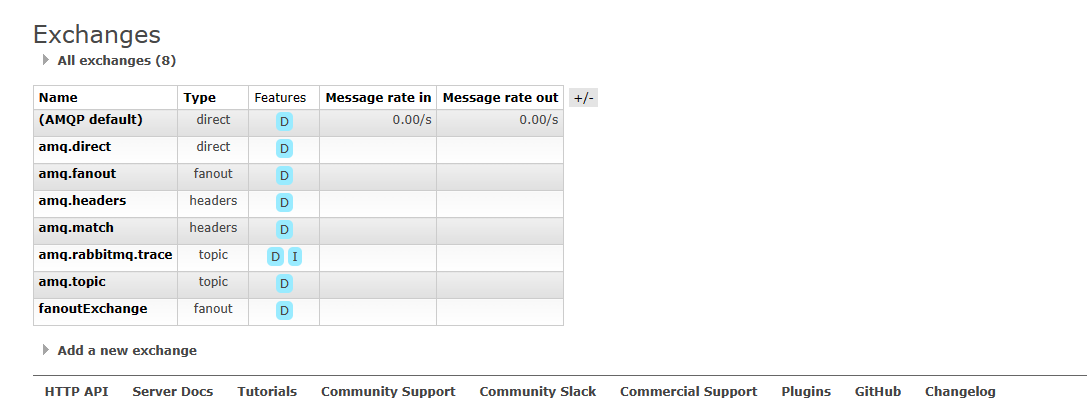 Exchanges
All exchanges (8)
Name Type Features Message rate in Message rate out +/-
(AMQP default) direct D 0.00/s 0.00/s
amq.direct direct D
amq.fanout fanout D
amq.headers headers D
amq.match headers D
amq.rabbitmq.trace topic D I
amq.topic topic D
fanoutExchange fanout D
Add a new exchange
HTTP API Server Docs Tutorials Community Support Community Slack Commercial Support Plugins GitHub Changelog